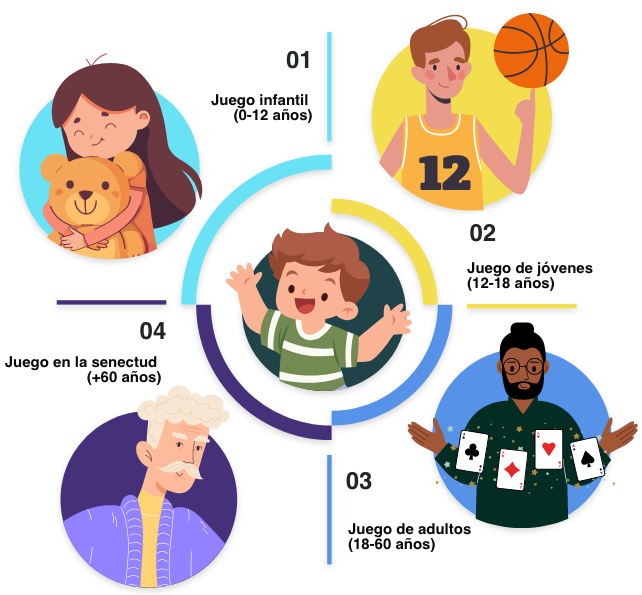 01
Juego infantil
(0-12 años)
12
02
Juego de jóvenes
(12-18 años)
03
Juego de adultos
(18-60 años)
04
Juego en la senectud
(+60 años)